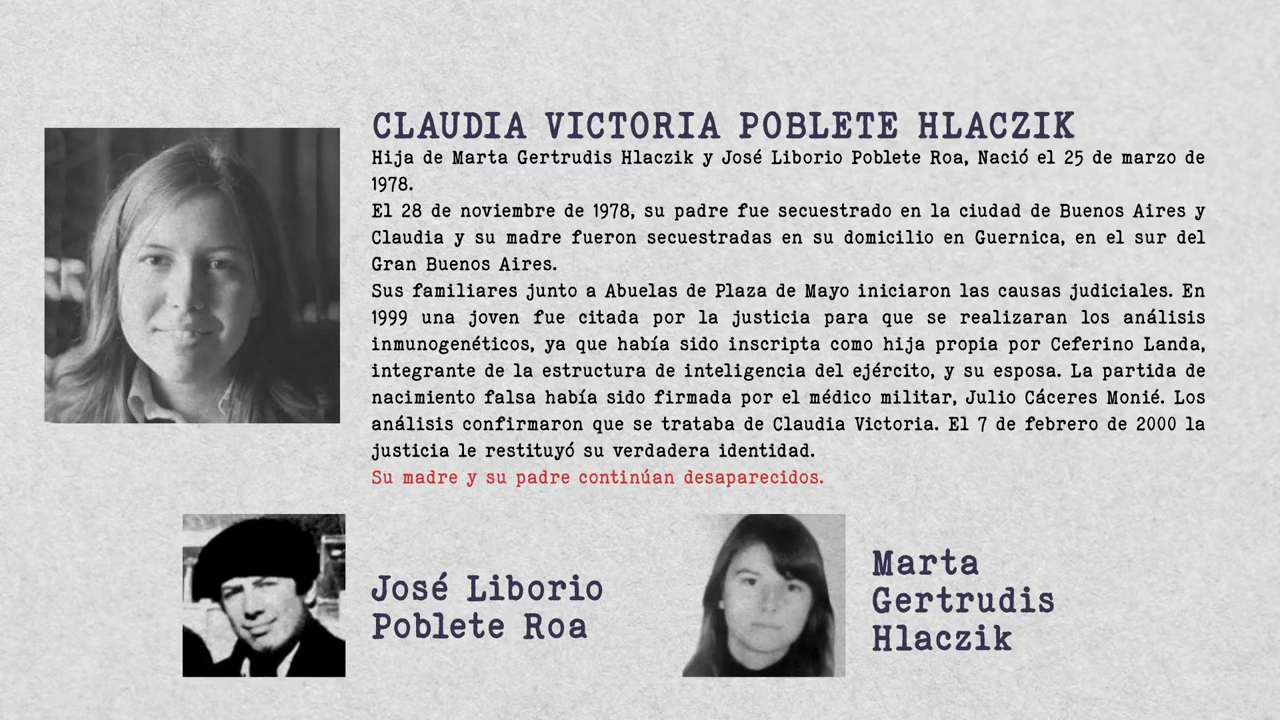 CLAUDIA VICTORIA POBLETE HLACZIK
Hija de Marta Gertrudis Hlaczik y José Liborio Poblete Roa, Nació el 25 de marzo de
1978.
El 28 de noviembre de 1978, su padre fue secuestrado en la ciudad de Buenos Aires y
Claudia y su madre fueron secuestradas en su domicilio en Guernica, en el sur del
Gran Buenos Aires.
Sus familiares junto a Abuelas de Plaza de Mayo iniciaron las causas judiciales. En
1999 una joven fue citada por la justicia para que se realizaran los análisis
inmunogenéticos, ya que había sido inscripta como hija propia por Ceferino Landa,
integrante de la estructura de inteligencia del ejército, y su esposa. La partida de
nacimiento falsa había sido firmada por el médico militar, Julio Cáceres Monié. Los
análisis confirmaron que se trataba de Claudia Victoria. El 7 de febrero de 2000 la
justicia le restituyó su verdadera identidad.
Su madre y su padre continúan desaparecidos.
José Liborio
Poblete Roa
Marta
Gertrudis
Hlaczik